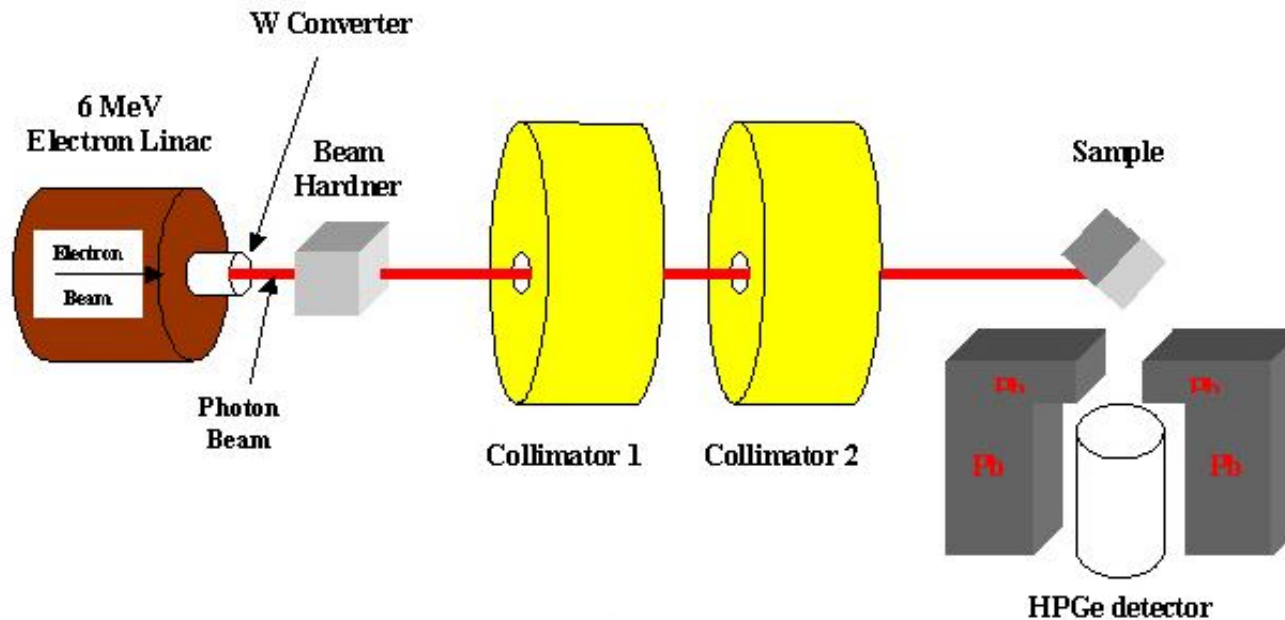 W Converter
6 MeV
Electron Linac
Beam
Hardner
Sample
Electron
Beam
Photon
Beam
Collimator 1
Collimator 2
Pb
Pb
Pb
Pb
HPGe detector